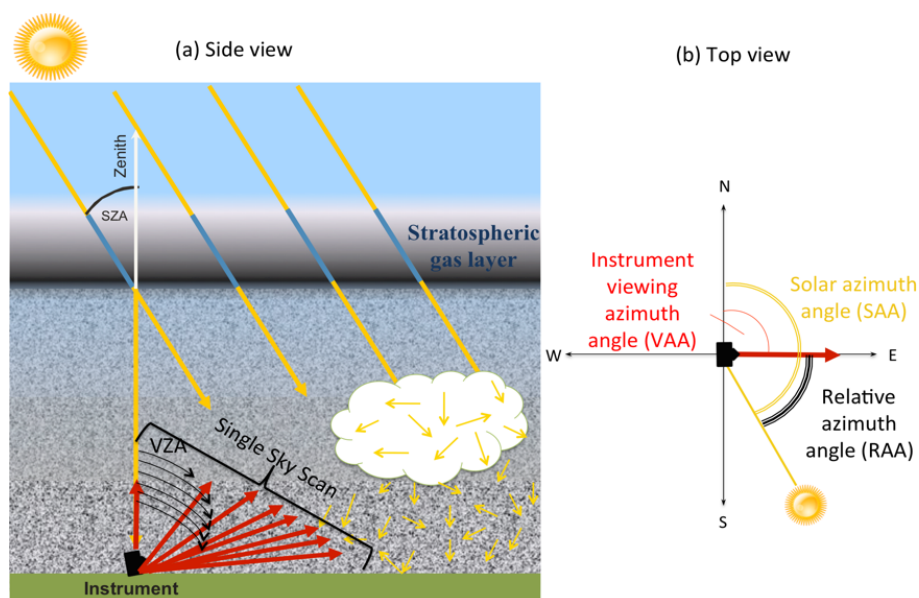 (a) Side view
Zenith
SZA
Stratospheric
gas layer
VZA
Single Sky Scan
Instrument
(b) Top view
N
Instrument
viewing
azimuth
angle (VAA)
Solar azimuth
angle (SAA)
W
E
Relative
azimuth
angle (RAA)
S